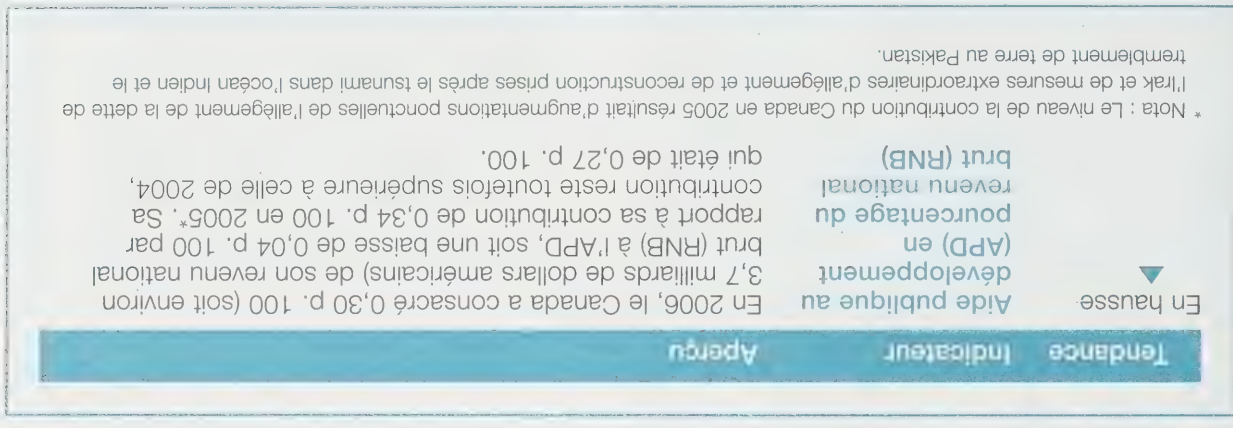 Tendance Indicateur Aperçu
En hausse Aide publique au En 2006, le Canada a consacré 0,30 p. 100 (soit environ
▲ développement 3,7 milliards de dollars américains) de son revenu national
(APD) en brut (RNB) à l'APD, soit une baisse de 0,04 p. 100 par
pourcentage du rapport à sa contribution de 0,34 p. 100 en 2005*. Sa
revenu national contribution reste toutefois supérieure à celle de 2004,
brut (RNB) qui était de 0,27 p. 100.
* Nota : Le niveau de la contribution du Canada en 2005 résultait d'augmentations ponctuelles de l'allégement de la dette de
l'Irak et de mesures extraordinaires d'allégement et de reconstruction prises après le tsunami dans l'océan Indien et le
tremblement de terre au Pakistan.